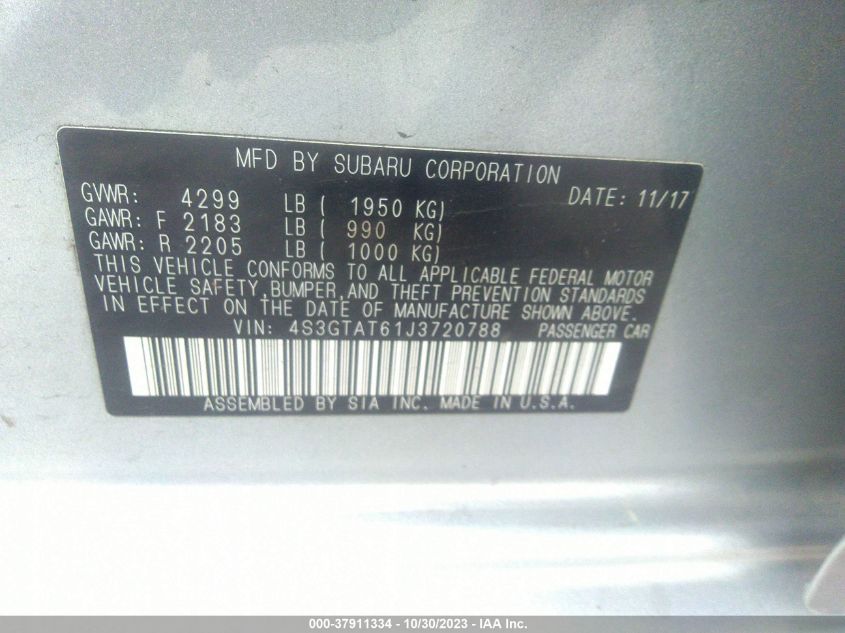 MFD BY SUBARU CORPORATION
GVWR: 4299 LB ( 1950 KG) DATE: 11/17
GAWR: F 2183 LB ( 990 KG)
GAWR: R 2205 LB ( 1000 KG)
THIS VEHICLE CONFORMS TO ALL APPLICABLE FEDERAL MOTOR
VEHICLE SAFETY, BUMPER, AND THEFT PREVENTION STANDARDS
IN EFFECT ON THE DATE OF MANUFACTURE SHOWN ABOVE.
VIN: 4S3GTAT61J3720788 PASSENGER CAR
ASSEMBLED BY SIA INC. MADE IN U.S.A.
000-37911334 - 10/30/2023 - IAA Inc.